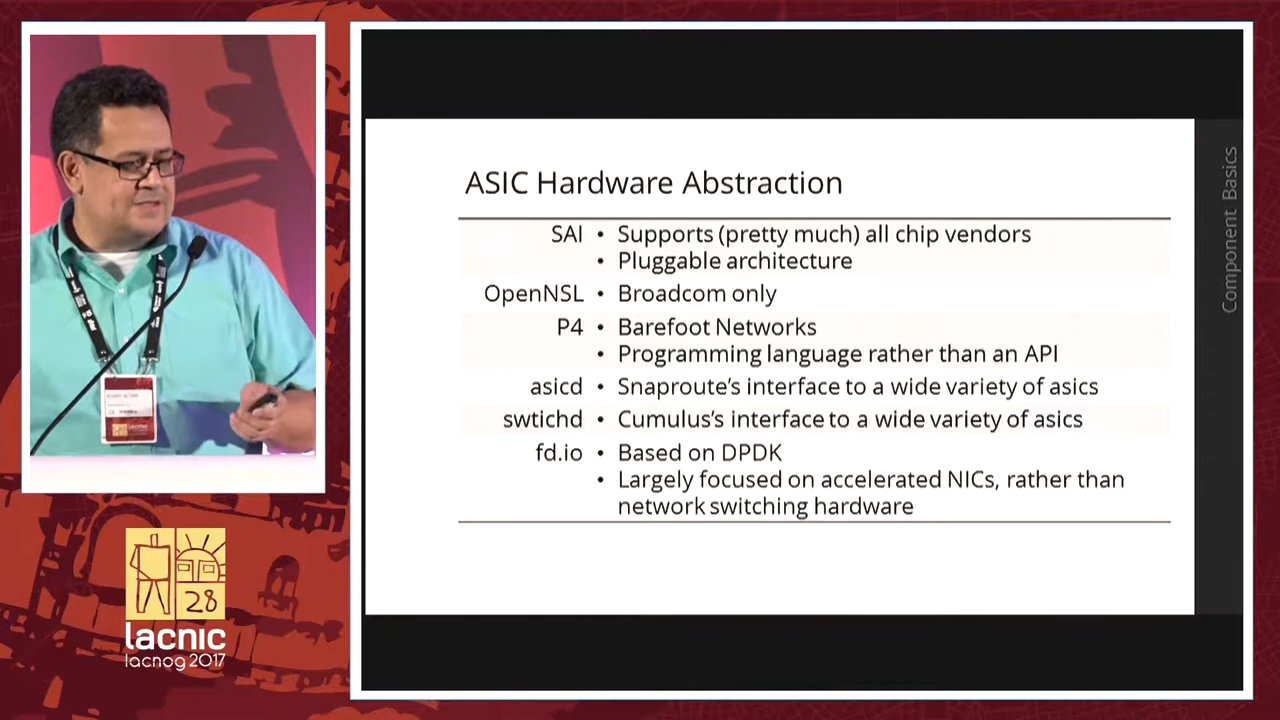 ASIC Hardware Abstraction
SAI • Supports (pretty much) all chip vendors
• Pluggable architecture
OpenNSL • Broadcom only
P4 • Barefoot Networks
• Programming language rather than an API
asicd • Snaproute's interface to a wide variety of asics
swtichd • Cumulus's interface to a wide variety of asics
fd.io • Based on DPDK
• Largely focused on accelerated NICs, rather than
network switching hardware
Component Basics
lacnic
28
lacnic
lacnog 2017